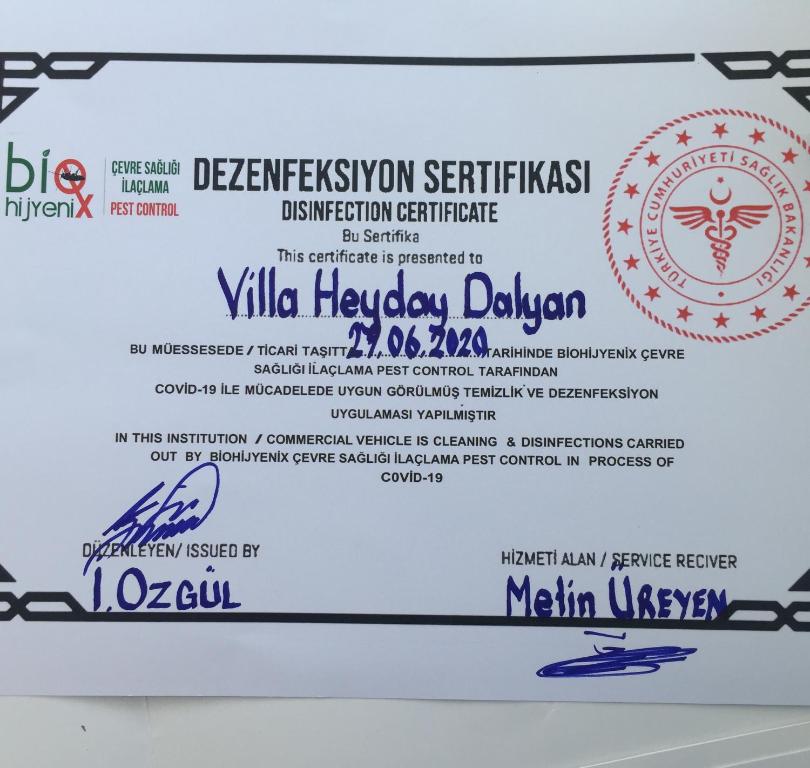 biox
hijyenix
ÇEVRE SAĞLIĞI
İLAÇLAMA
PEST CONTROL
DEZENFEKSIYON SERTIFIKASI
DISINFECTION CERTIFICATE
Bu Sertifika
This certificate is presented to
Villa Heyday Dalyan
TÜRKİYE CUMHURİYETİ SAĞLIK BAKANLIĞI
BU MÜESSESEDE / TİCARİ TAŞITT 27.06.2020 TARİHİNDE BİOHİJYENİX ÇEVRE
SAĞLIĞI İLAÇLAMA PEST CONTROL TARAFINDAN
COVİD-19 İLE MÜCADELEDE UYGUN GÖRÜLMÜŞ TEMİZLİK VE DEZENFEKSİYON
UYGULAMASI YAPILMIŞTIR
IN THIS INSTITUTION / COMMERCIAL VEHICLE IS CLEANING & DISINFECTIONS CARRIED
OUT BY BİOHİJYENİX ÇEVRE SAĞLIĞI İLAÇLAMA PEST CONTROL IN PROCESS OF
COVİD-19
DÜZENLEYEN/ ISSUED BY
I. OZGÜL
HİZMETİ ALAN / SERVICE RECIVER
Metin ÜREYEN